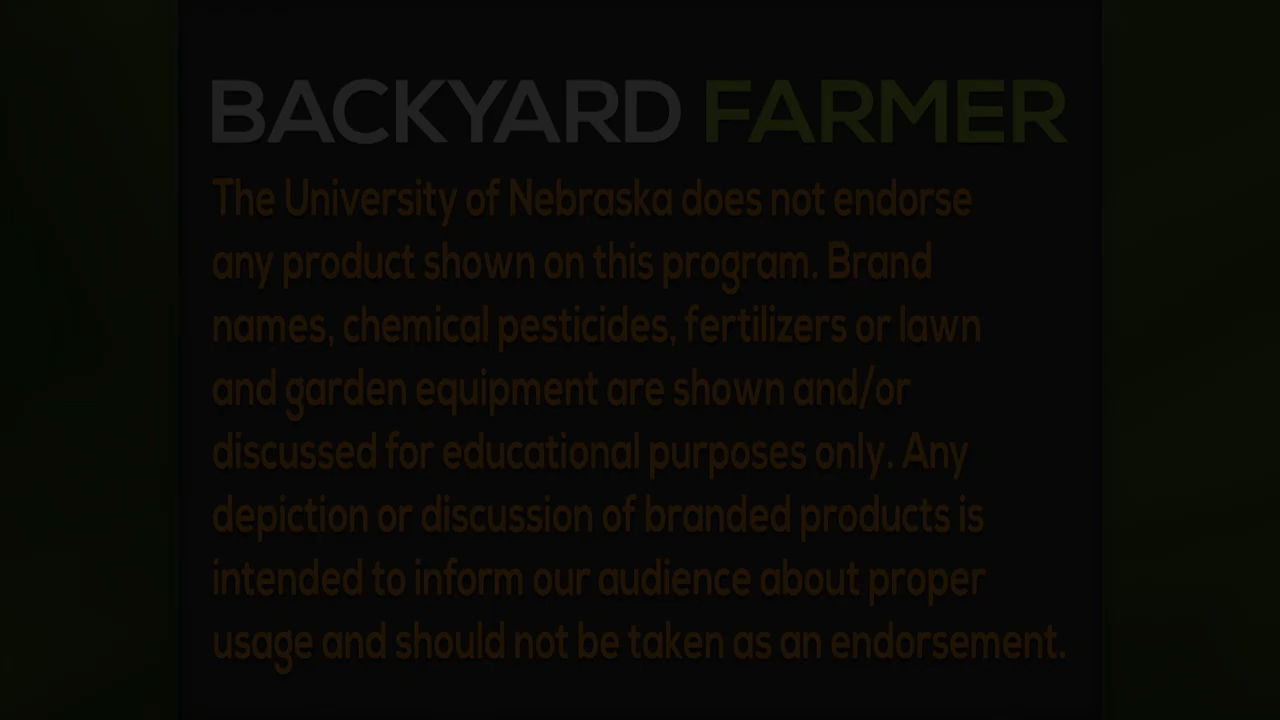 BACKYARD FARMER
The University of Nebraska does not endorse
any product shown on this program. Brand
names, chemical pesticides, fertilizers or lawn
and garden equipment are shown and/or
discussed for educational purposes only. Any
depiction or discussion of branded products is
intended to inform our audience about proper
usage and should not be taken as an endorsement.